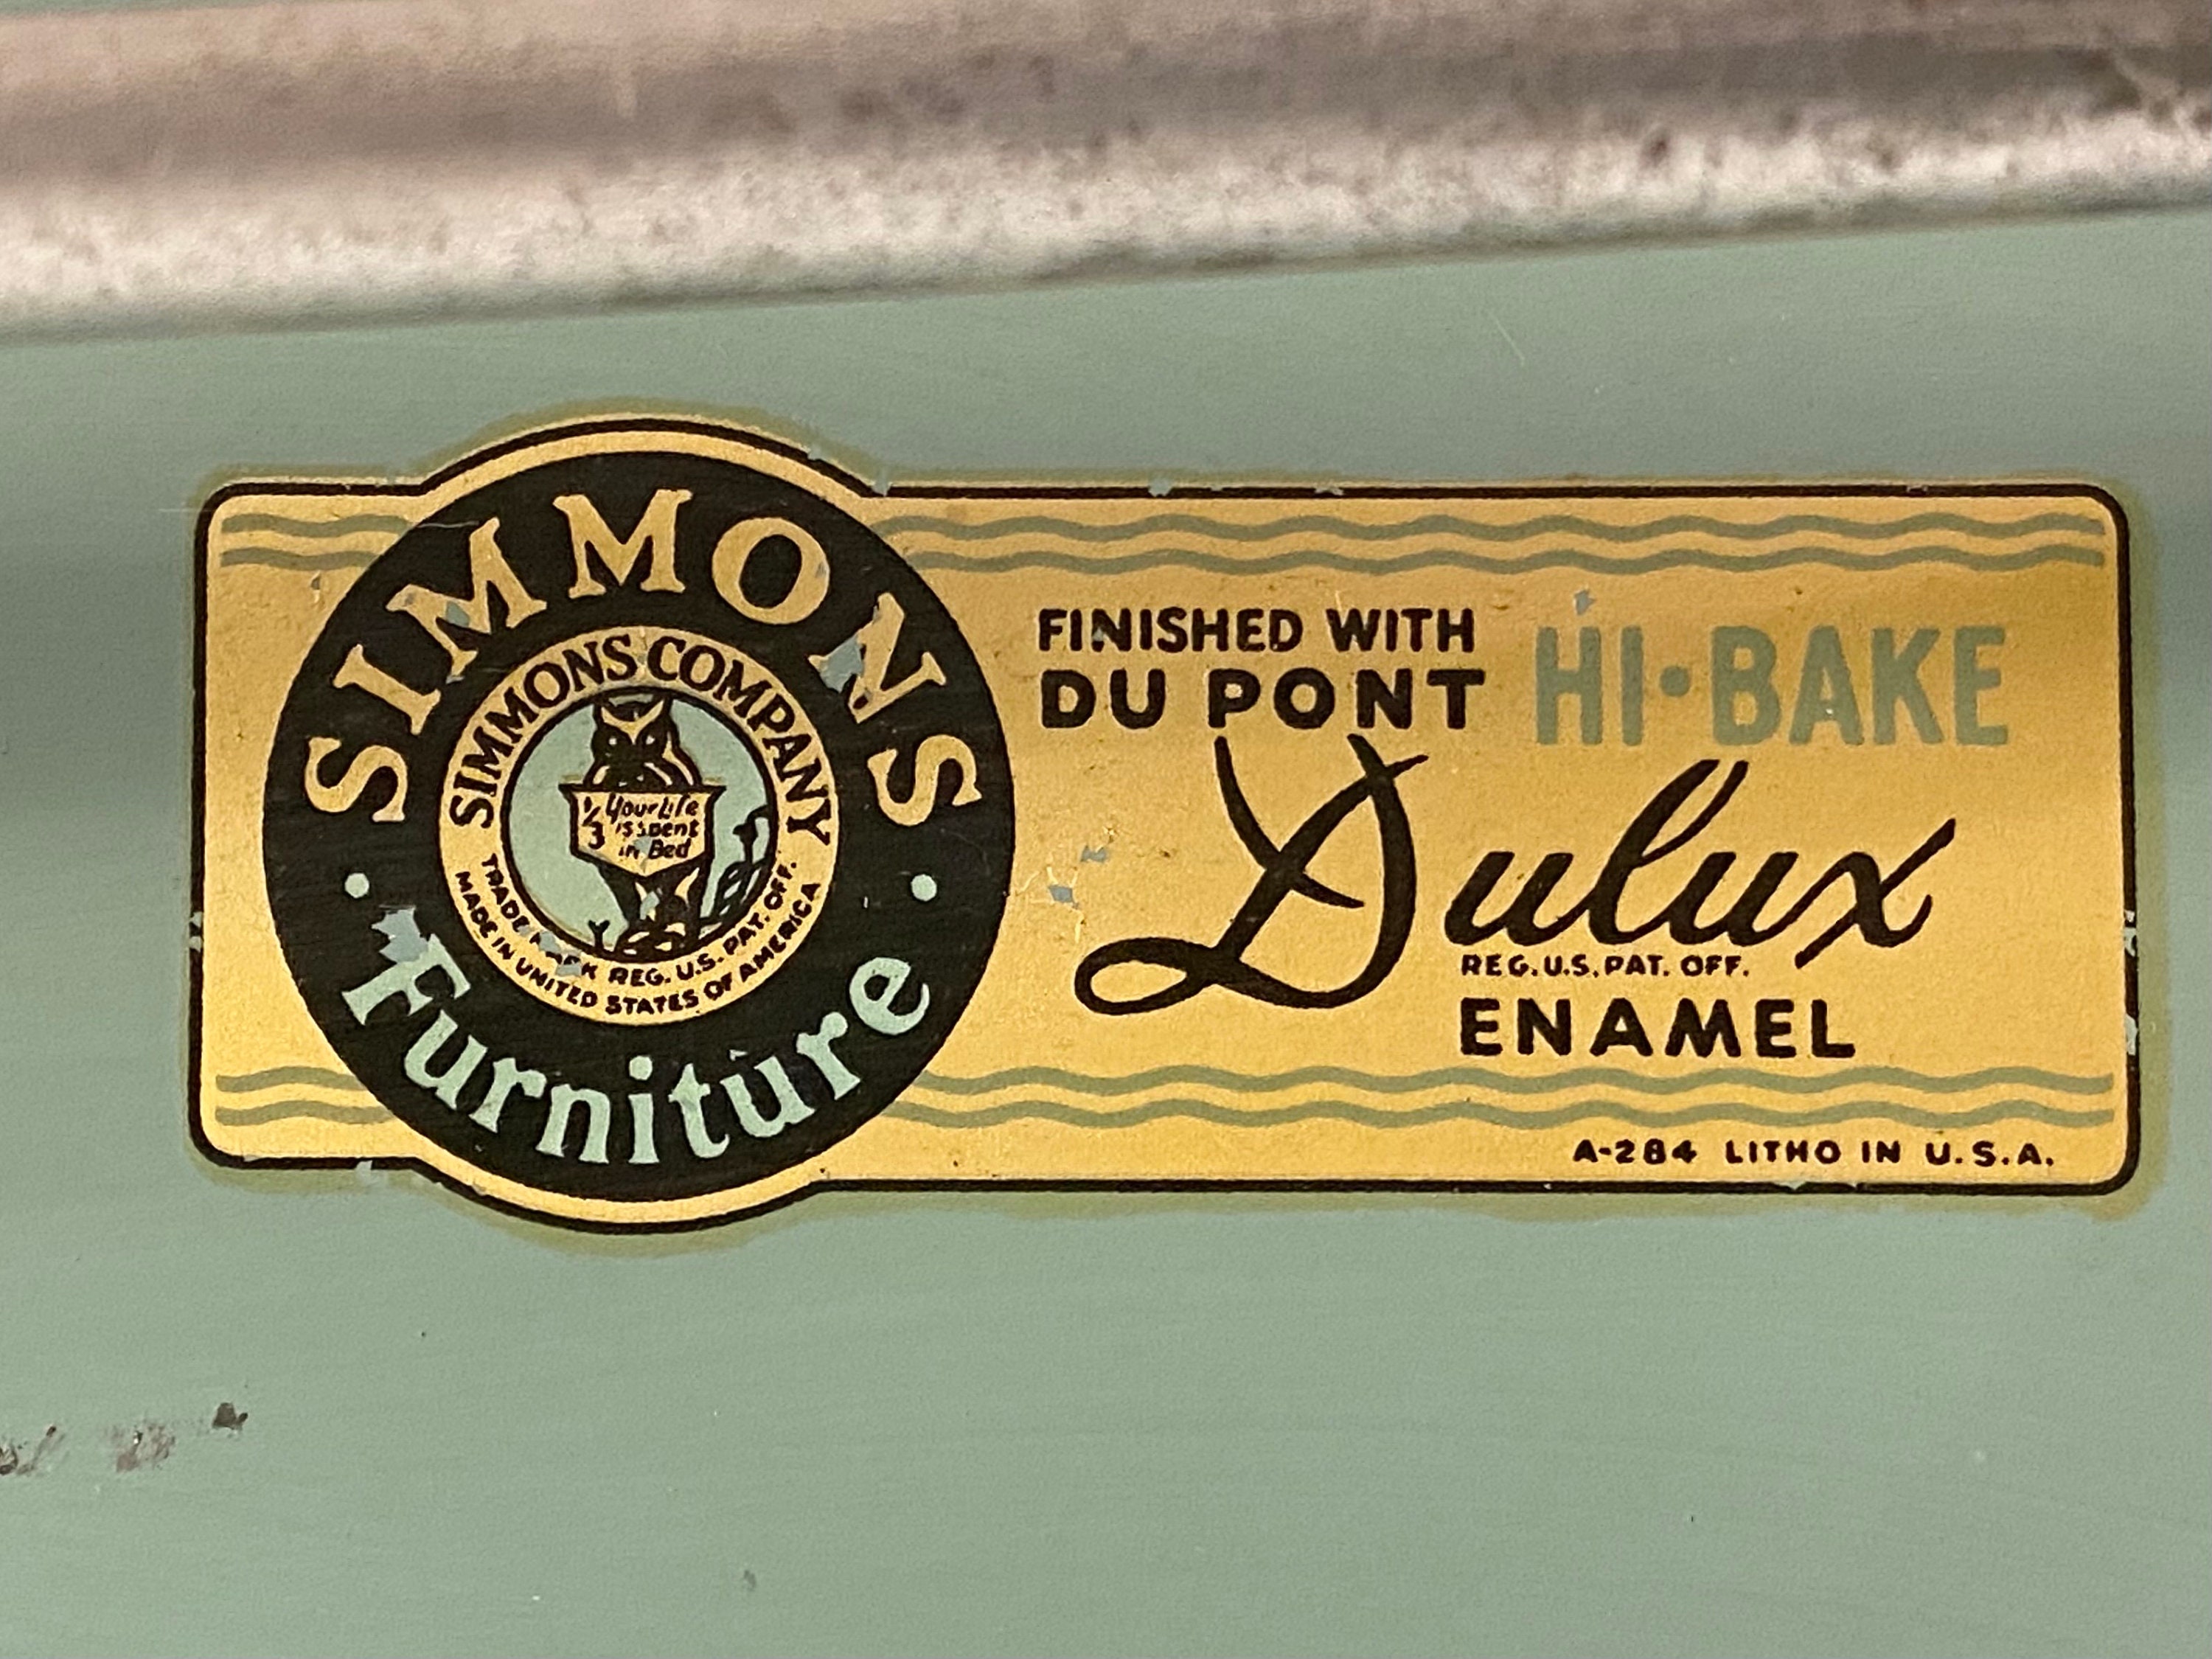 SIMMONS
Furniture
SIMMONS COMPANY
1/3 Your Life
is spent
in Bed
TRADE REG. U.S. PAT. OFF.
MADE IN UNITED STATES OF AMERICA
FINISHED WITH
DU PONT HI·BAKE
Dulux
REG. U.S. PAT. OFF.
ENAMEL
A-284 LITHO IN U.S.A.